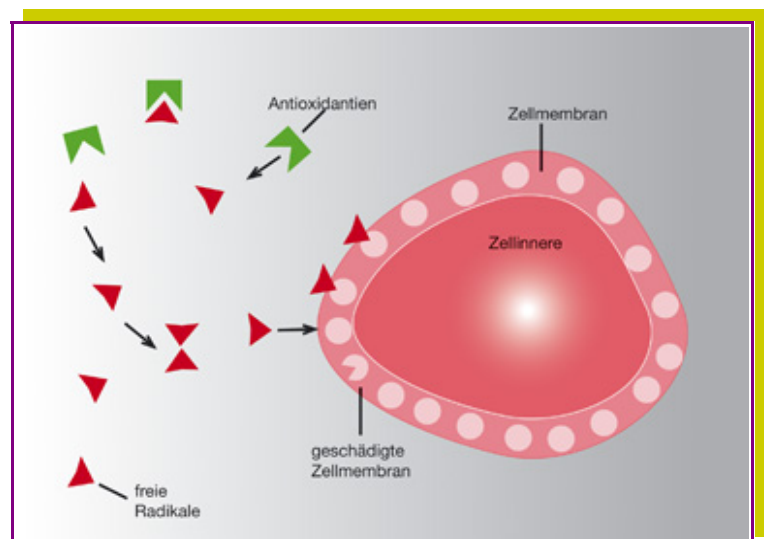 Antioxidantien
Zellmembran
Zellinnere
geschädigte
Zellmembran
freie
Radikale